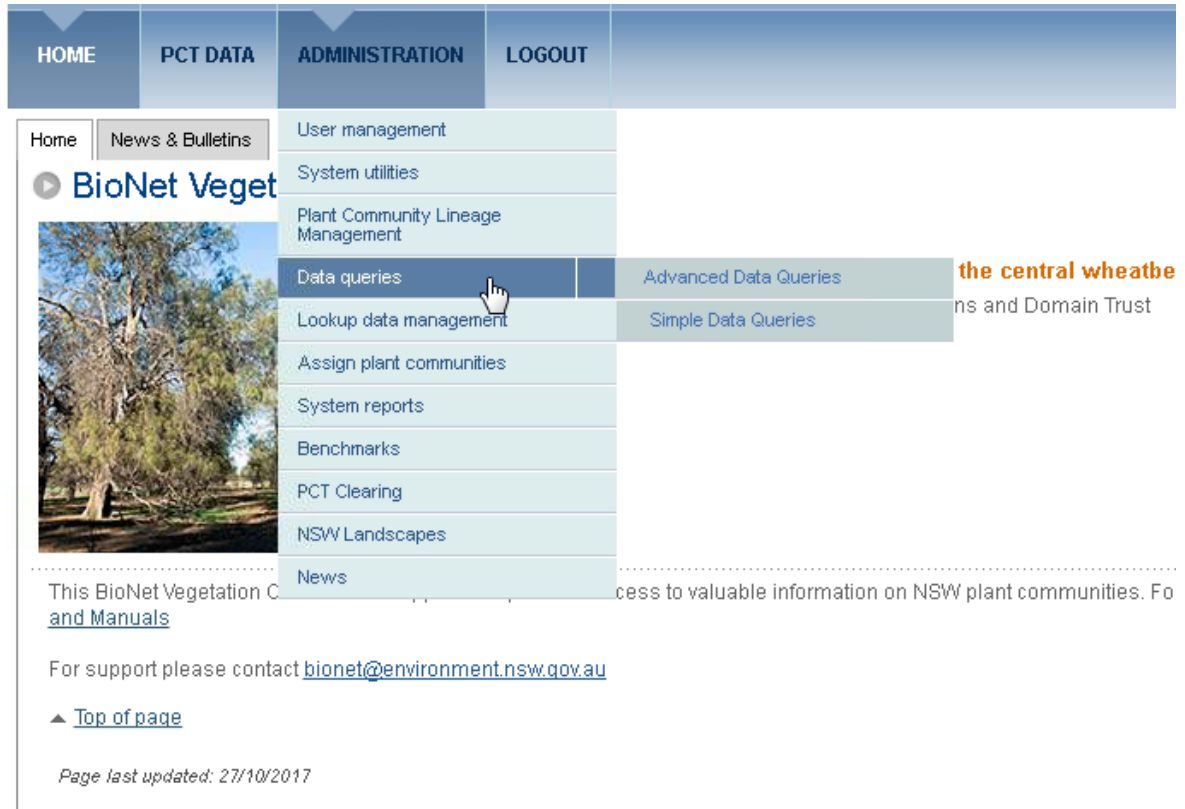 HOME PCT DATA ADMINISTRATION LOGOUT
Home News & Bulletins
BioNet Veget
User management
System utilities
Plant Community Lineage
Management
Data queries
Advanced Data Queries
Simple Data Queries
Lookup data management
Assign plant communities
System reports
Benchmarks
PCT Clearing
NSW Landscapes
News
the central wheatbe
ns and Domain Trust
This BioNet Vegetation C cess to valuable information on NSW plant communities. Fo
and Manuals
For support please contact bionet@environment.nsw.gov.au
Top of page
Page last updated: 27/10/2017